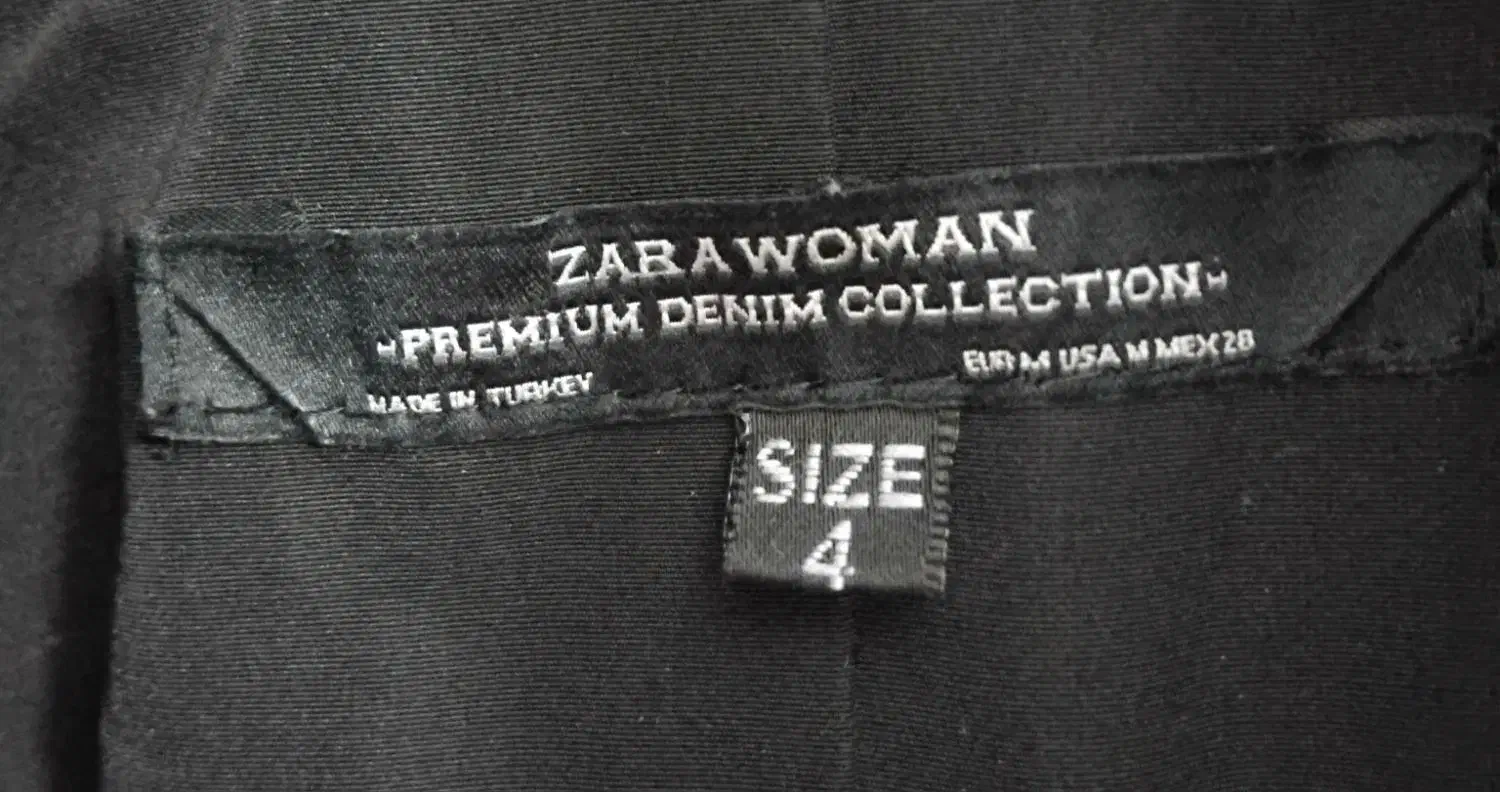 ZARA WOMAN
"PREMIUM DENIM COLLECTION"
MADE IN TURKEY
EUR M USA M MEX 28
SIZE
4